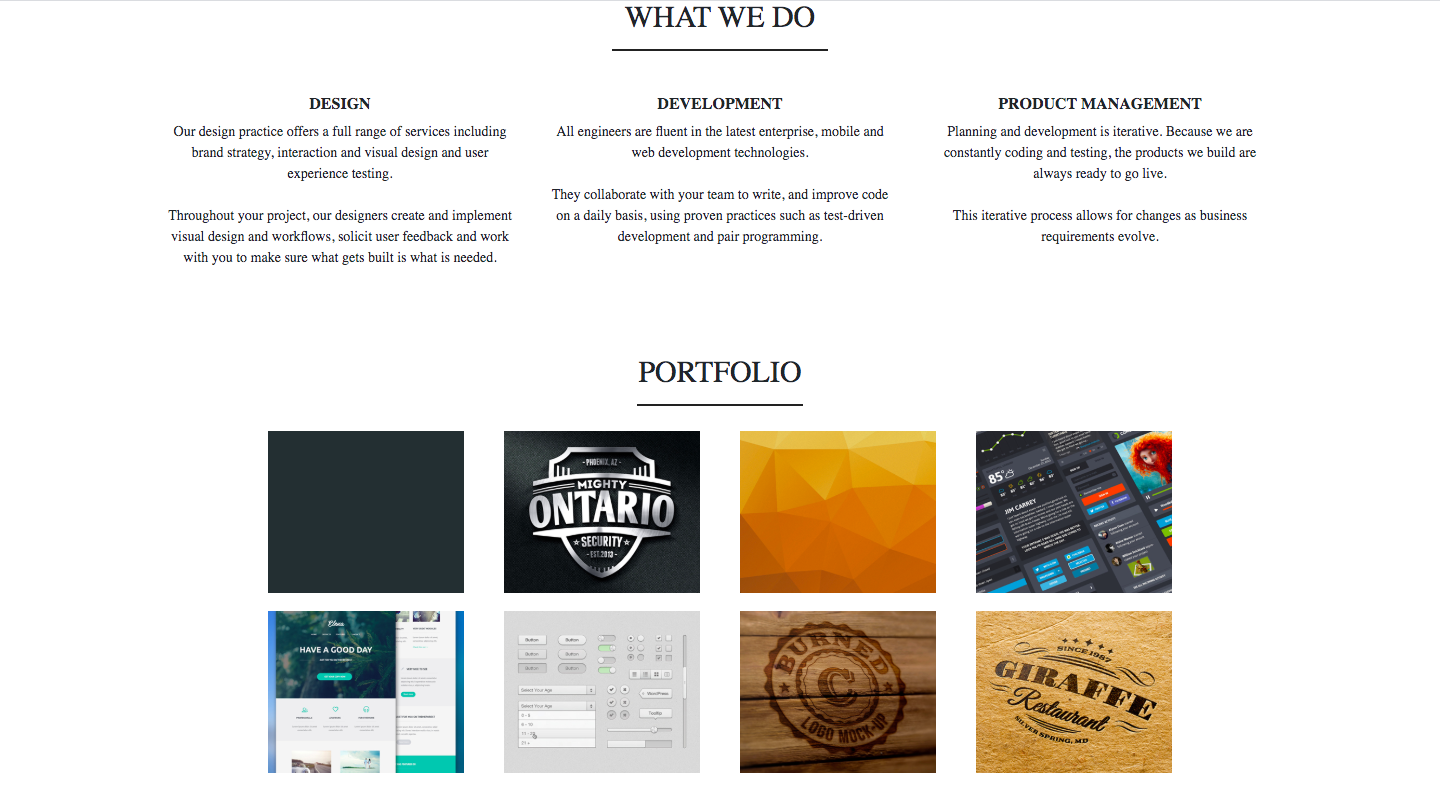 WHAT WE DO
DESIGN
Our design practice offers a full range of services including
brand strategy, interaction and visual design and user
experience testing.
Throughout your project, our designers create and implement
visual design and workflows, solicit user feedback and work
with you to make sure what gets built is what is needed.
DEVELOPMENT
All engineers are fluent in the latest enterprise, mobile and
web development technologies.
They collaborate with your team to write, and improve code
on a daily basis, using proven practices such as test-driven
development and pair programming.
PRODUCT MANAGEMENT
Planning and development is iterative. Because we are
constantly coding and testing, the products we build are
always ready to go live.
This iterative process allows for changes as business
requirements evolve.
PORTFOLIO
- PHOENIX, AZ -
MIGHTY
ONTARIO
SECURITY
- EST.2013 -
85°
JIM CARREY
Elena
HAVE A GOOD DAY
Button Button
Button Button
Button Button
Select Your Age
Select Your Age
WordPress
Tooltip
BURNED
C
LOGO MOCK-UP
SINCE 1987
GIRAFFE
Restaurant
SILVER SPRING, MD